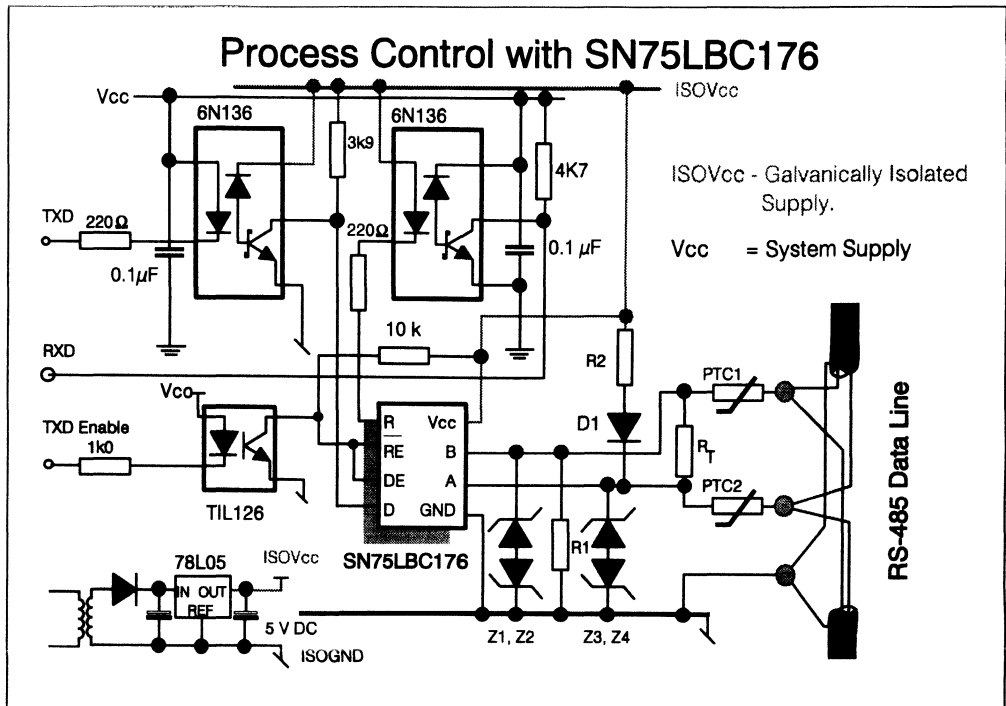 Process Control with SN75LBC176
Vcc
ISOVcc
6N136
6N136
3k9
4K7
ISOVcc - Galvanically Isolated
Supply.
TXD
220Ω
220Ω
0.1µF
0.1 µF
Vcc = System Supply
10 k
RXD
R2
PTC1
Vcc
TXD Enable
1k0
R
Vcc
RE
B
DE
A
D
GND
D1
RT
PTC2
RS-485 Data Line
TIL126
SN75LBC176
R1
78L05
ISOVcc
IN OUT
REF
5 V DC
Z1, Z2
Z3, Z4
ISOGND